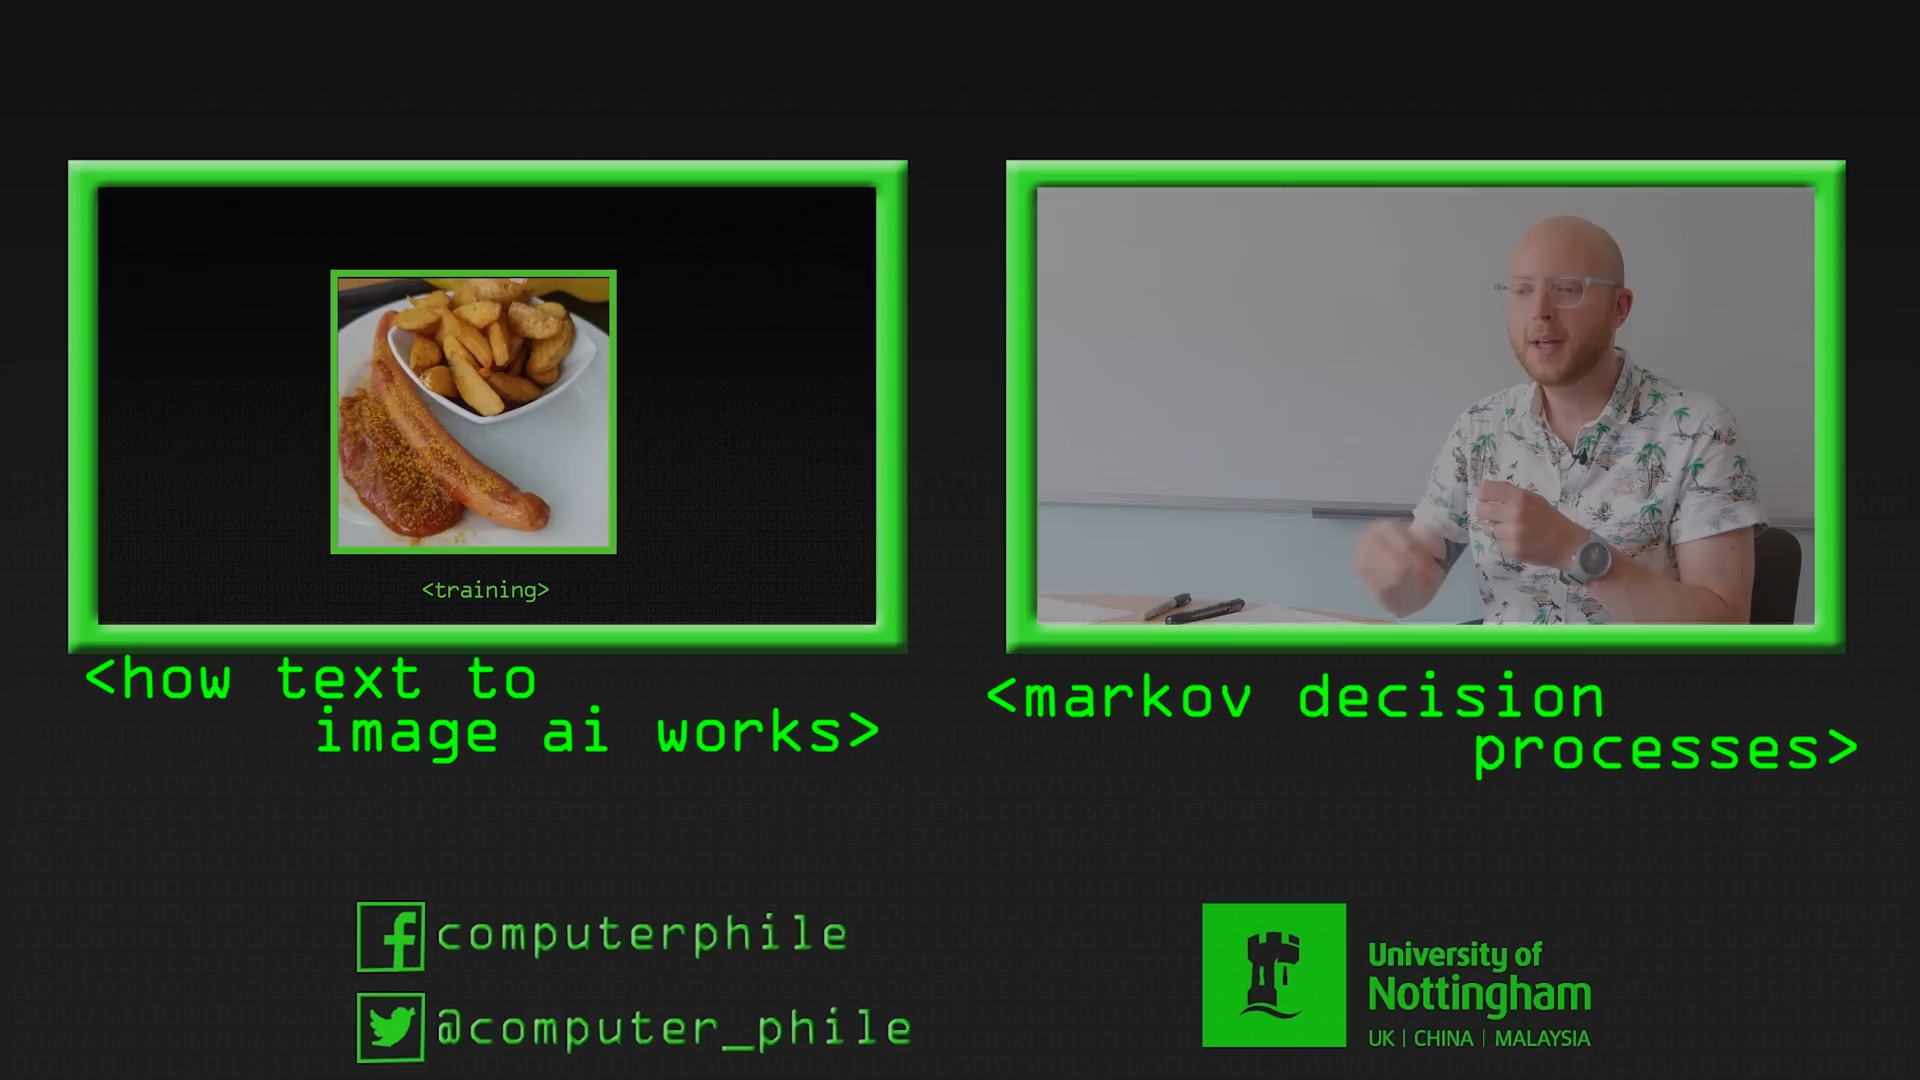 <training>
<how text to
image ai works>
<markov decision
processes>
computerphile
@computer_phile
University of
Nottingham
UK | CHINA | MALAYSIA